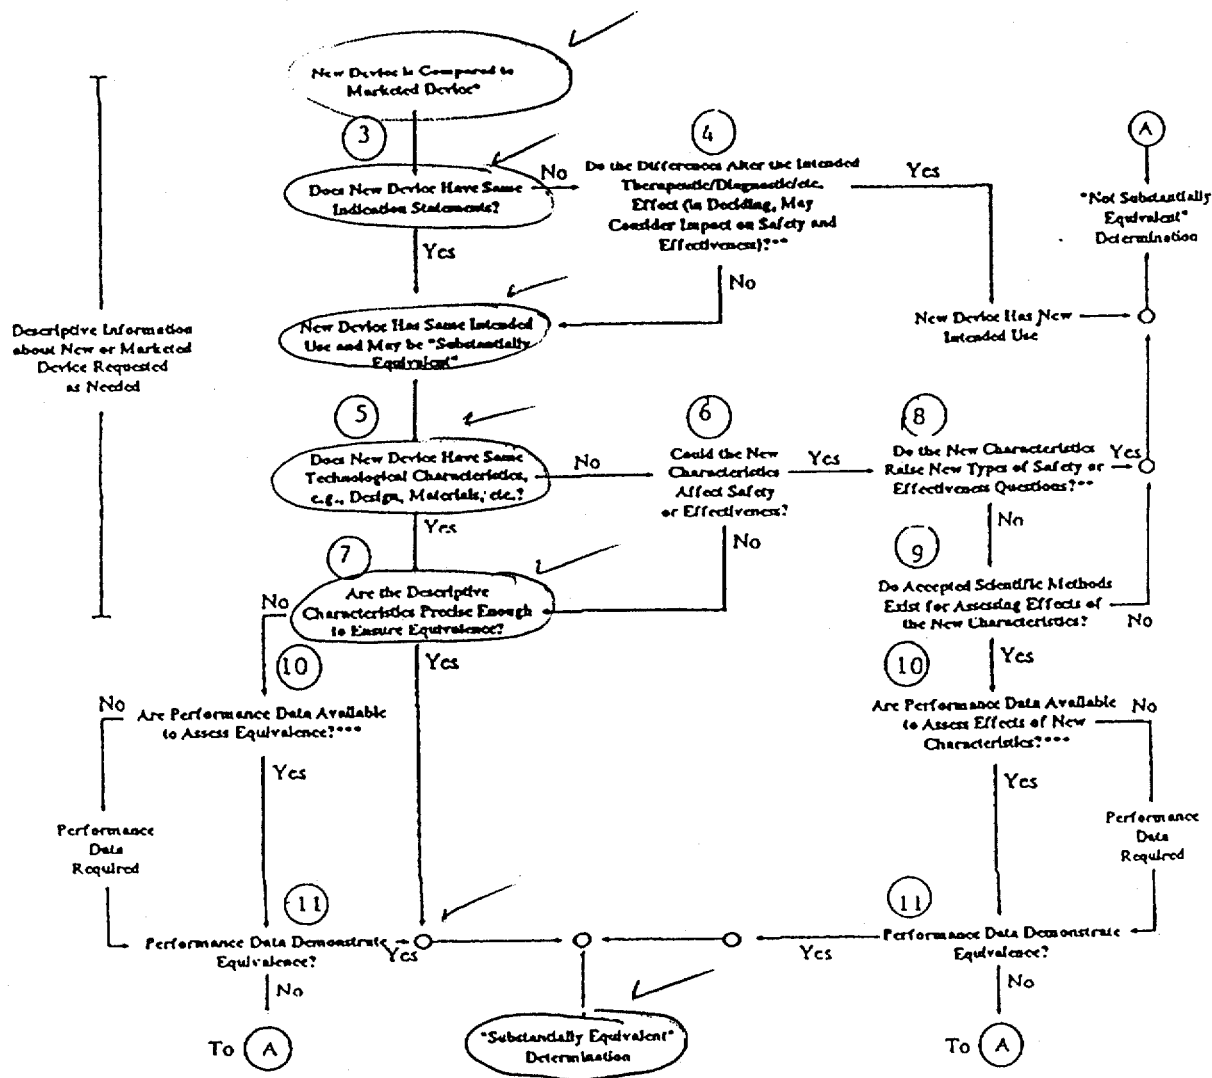 New Device is Compared to
Marketed Device*
3
Does New Device Have Same
Indication Statements?
No
4
Do the Differences Alter the Intended
Therapeutic/Diagnostic/etc.
Effect (in Deciding, May
Consider Impact on Safety and
Effectiveness)?**
Yes
A
"Not Substantially
Equivalent"
Determination
Yes
No
New Device Has Same Intended
Use and May be "Substantially
Equivalent"
New Device Has New
Intended Use
Descriptive Information
about New or Marketed
Device Requested
as Needed
5
Does New Device Have Same
Technological Characteristics,
e.g., Design, Materials, etc.?
No
6
Could the New
Characteristics
Affect Safety
or Effectiveness?
Yes
8
Do the New Characteristics
Raise New Types of Safety or
Effectiveness Questions?**
Yes
Yes
No
No
7
Are the Descriptive
Characteristics Precise Enough
to Ensure Equivalence?
No
9
Do Accepted Scientific Methods
Exist for Assessing Effects of
the New Characteristics?
No
Yes
Yes
10
Are Performance Data Available
to Assess Equivalence?***
No
10
Are Performance Data Available
to Assess Effects of New
Characteristics?***
No
Yes
Yes
Performance
Data
Required
Performance
Data
Required
11
Performance Data Demonstrate
Equivalence?
Yes
11
Performance Data Demonstrate
Equivalence?
Yes
No
No
To A
"Substantially Equivalent"
Determination
To A